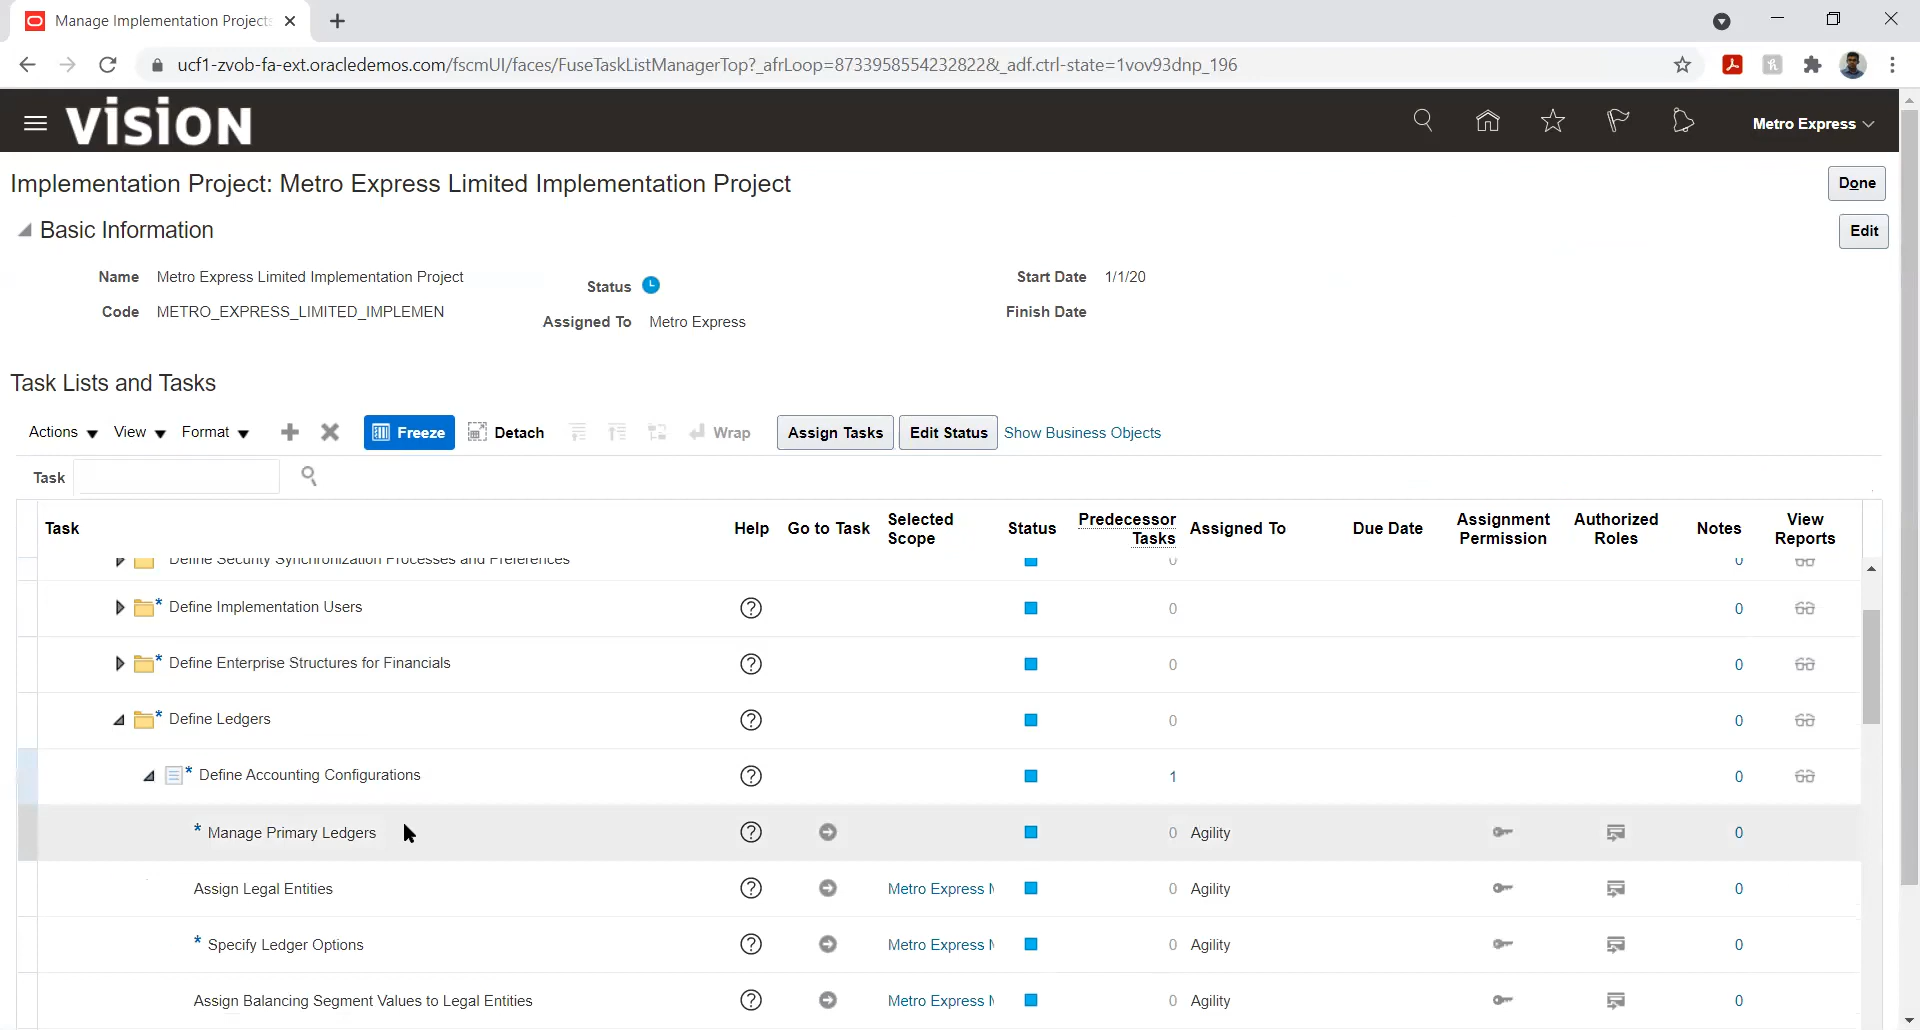 Manage Implementation Projects
ucf1-zvob-fa-ext.oracledemos.com/fscmUI/faces/FuseTaskListManagerTop?_afrLoop=87339585542328228&_adf.ctrl-state=1vov93dnp_196
VISION
Metro Express
Implementation Project: Metro Express Limited Implementation Project
Done
Basic Information
Edit
Name Metro Express Limited Implementation Project
Status
Start Date 1/1/20
Code METRO_EXPRESS_LIMITED_IMPLEMEN
Assigned To Metro Express
Finish Date
Task Lists and Tasks
Actions View Format Freeze Detach Wrap Assign Tasks Edit Status Show Business Objects
Task
Task Help Go to Task Selected Scope Status Predecessor Tasks Assigned To Due Date Assignment Permission Authorized Roles Notes View Reports
Define Security Synchronization Processes and Preferences 0 0
* Define Implementation Users 0 0
* Define Enterprise Structures for Financials 0 0
* Define Ledgers 0 0
* Define Accounting Configurations 1 0
* Manage Primary Ledgers 0 Agility 0
Assign Legal Entities Metro Express 0 Agility 0
* Specify Ledger Options Metro Express 0 Agility 0
Assign Balancing Segment Values to Legal Entities Metro Express 0 Agility 0